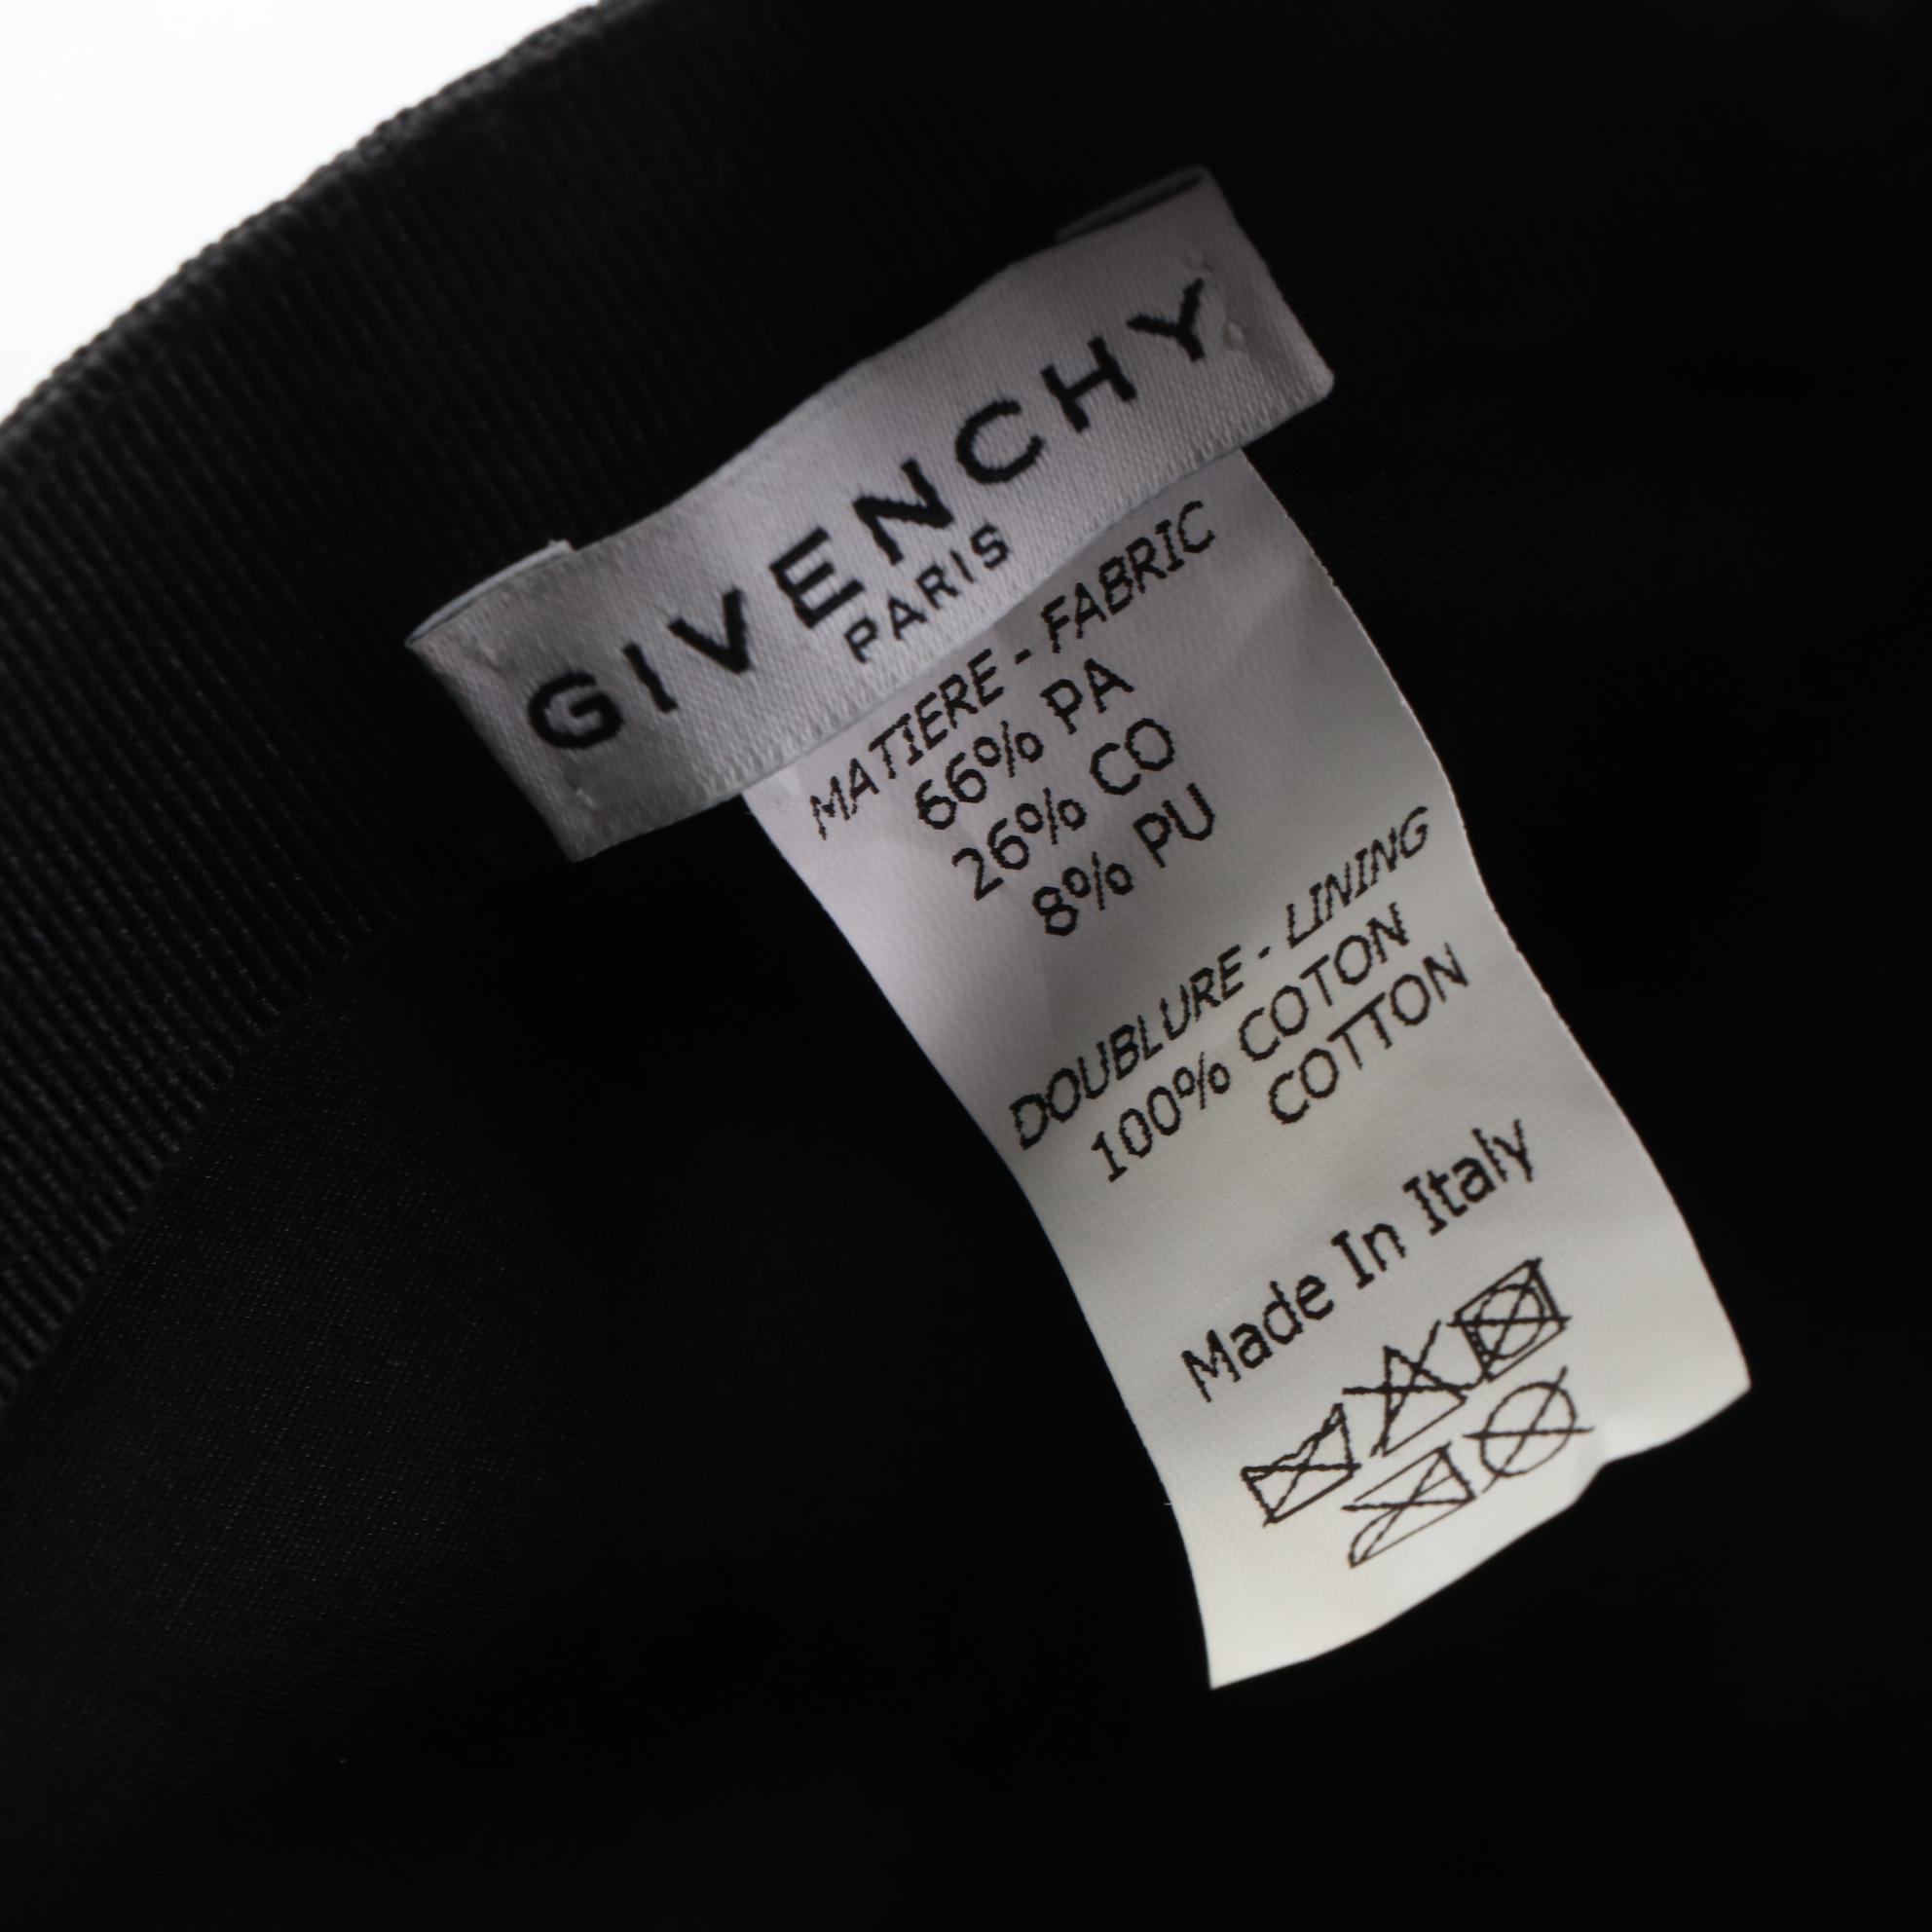 GIVENCHY
PARIS
MATIERE - FABRIC
66% PA
26% CO
8% PU
DOUBLURE - LINING
100% COTON
COTTON
Made In Italy